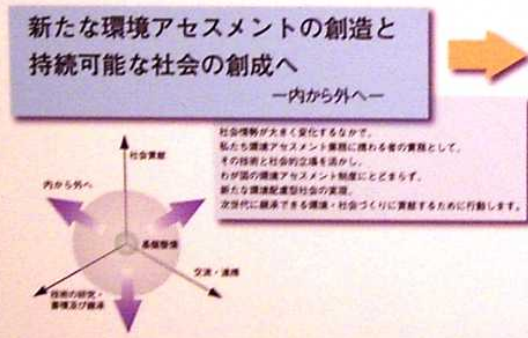 新たな環境アセスメントの創造と
持続可能な社会の創成へ
ー内から外へー
社会情勢が大きく変化するなかで、
私たち環境アセスメント業務に携わる者の責務として、
その技術と社会的立場を活かし、
わが国の環境アセスメント制度にとどまらず、
新たな環境配慮型社会の実現、
次世代に継承できる環境・社会づくりに貢献するために行動します。
社会貢献
内から外へ
基盤整備
交流・連携
技術の研究・
蓄積及び継承